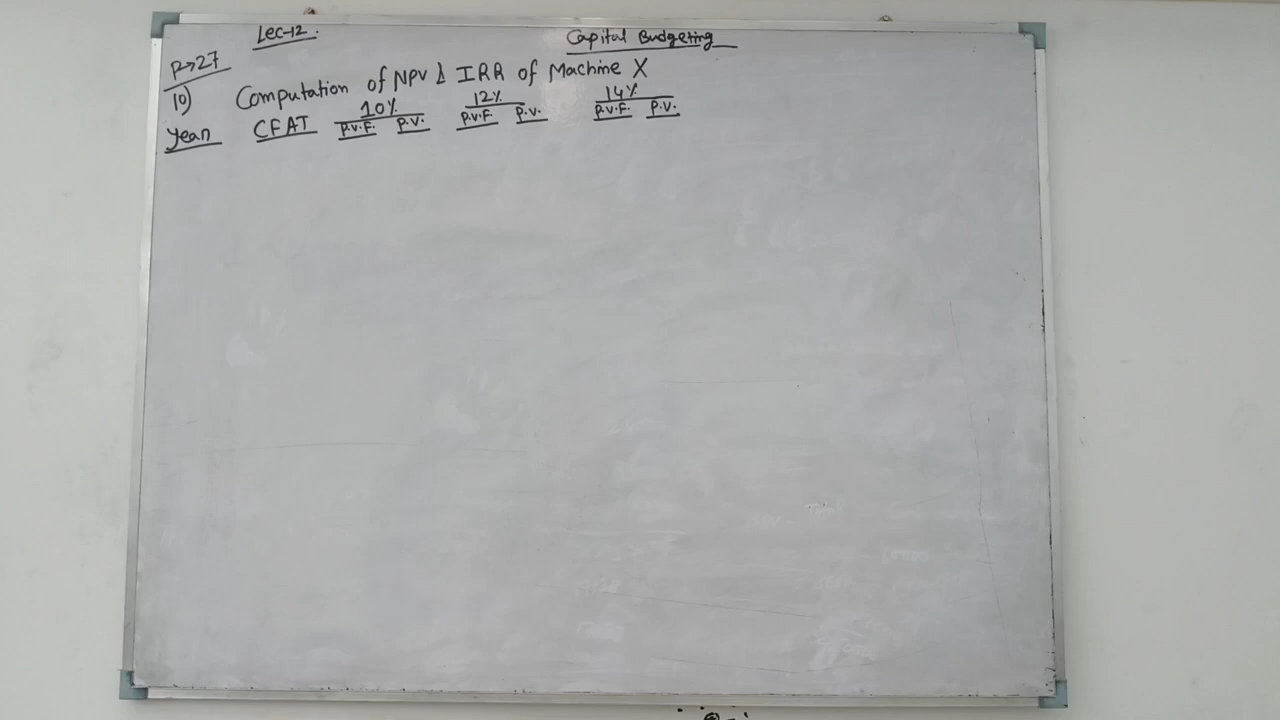 Lec-12. Capital Budgeting
P→27
10) Computation of NPV & IRR of Machine X
10% 12% 14%
Year CFAT P.V.F. P.V. P.V.F. P.V. P.V.F. P.V.